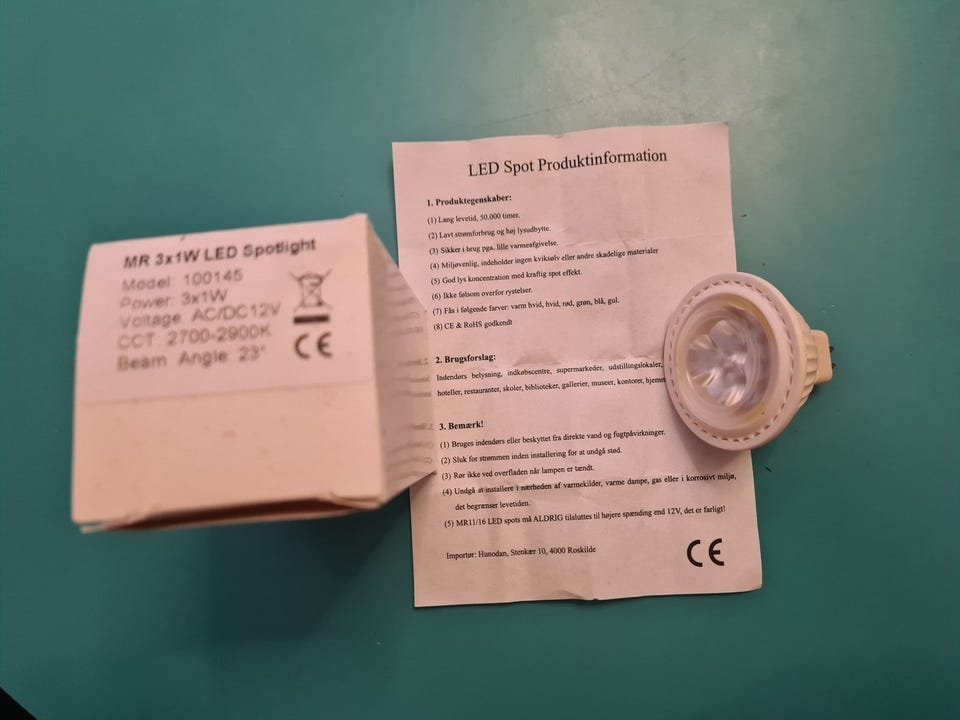 MR 3x1W LED Spotlight
Model: 100145
Power: 3x1W
Voltage: AC/DC12V
CCT: 2700-2900K
Beam Angle: 23°
CE
LED Spot Produktinformation
1. Produktegenskaber:
(1) Lang levetid, 50.000 timer.
(2) Lavt strømforbrug og høj lysudbytte.
(3) Sikker i brug pga. lille varmeafgivelse.
(4) Miljøvenlig, indeholder ingen kviksølv eller andre skadelige materialer
(5) God lys koncentration med kraftig spot effekt.
(6) Ikke følsom overfor rystelser.
(7) Fås i følgende farver: varm hvid, hvid, rød, grøn, blå, gul.
(8) CE & RoHS godkendt
2. Brugsforslag:
Indendørs belysning, indkøbscentre, supermarkeder, udstillingslokaler,
hoteller, restauranter, skoler, biblioteker, gallerier, museer, kontorer, hjemm
3. Bemærk!
(1) Bruges indendørs eller beskyttet fra direkte vand og fugtpåvirkninger.
(2) Sluk for strømmen inden installering for at undgå stød.
(3) Rør ikke ved overfladen når lampen er tændt.
(4) Undgå at installere i nærheden af varmekilder, varme dampe, gas eller i korrosivt miljø,
det begrænser levetiden.
(5) MR11/16 LED spots må ALDRIG tilsluttes til højere spænding end 12V, det er farligt!
Importør: Hunodan, Stenkær 10, 4000 Roskilde
CE